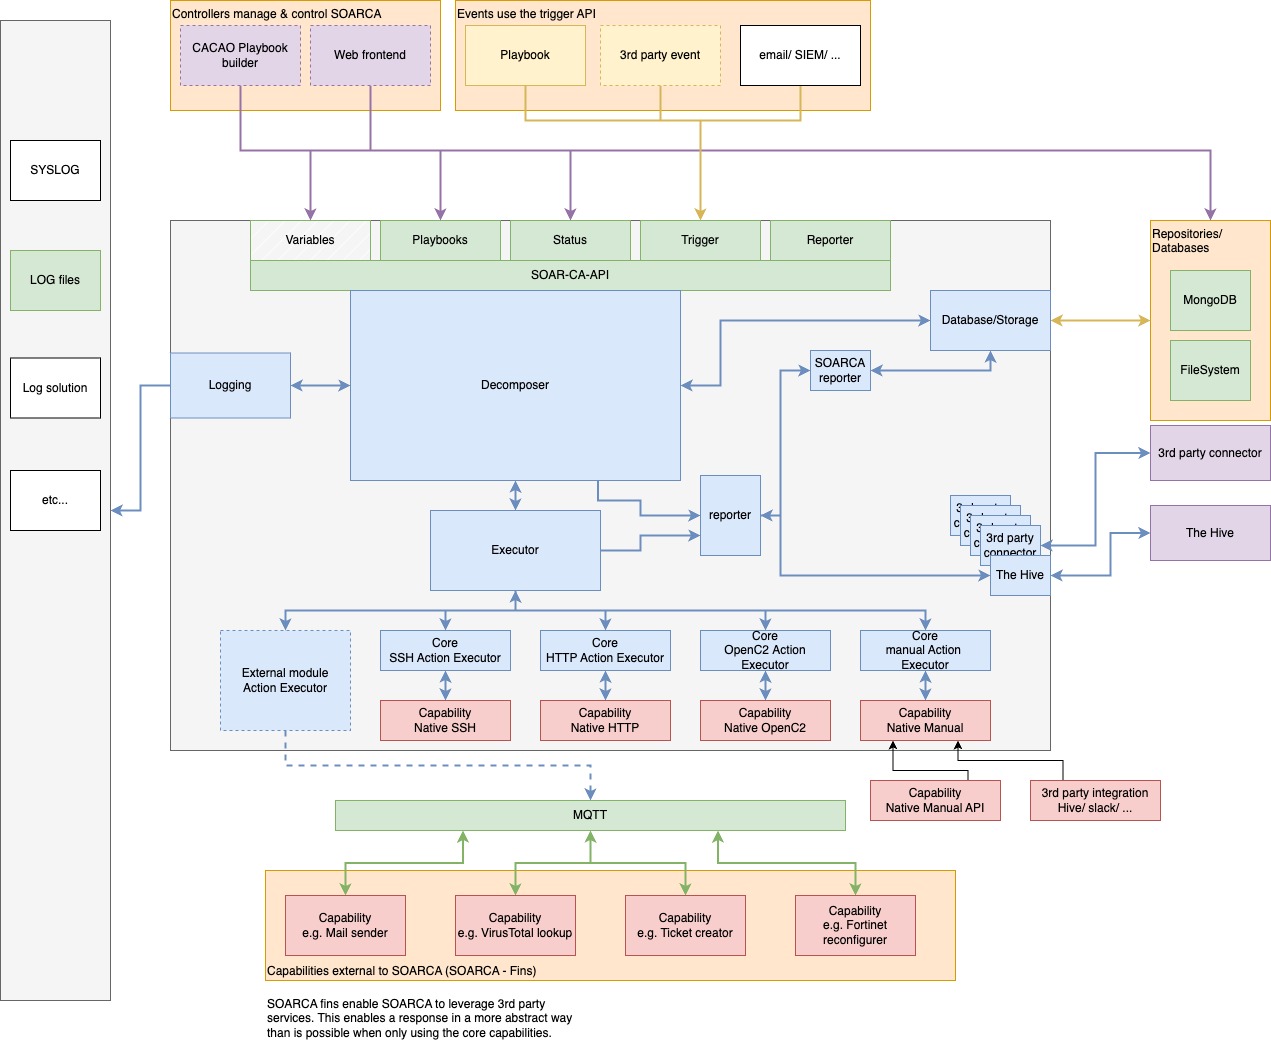 Controllers manage & control SOARCA
CACAO Playbook
builder
Web frontend
Events use the trigger API
Playbook
3rd party event
email/ SIEM/ ...
SYSLOG
LOG files
Log solution
etc...
Variables
Playbooks
Status
Trigger
Reporter
SOAR-CA-API
Repositories/
Databases
MongoDB
FileSystem
Database/Storage
Logging
Decomposer
SOARCA
reporter
3rd party connector
The Hive
reporter
Executor
3rd party
connector
The Hive
External module
Action Executor
Core
SSH Action Executor
Core
HTTP Action Executor
Core
OpenC2 Action
Executor
Core
manual Action
Executor
Capability
Native SSH
Capability
Native HTTP
Capability
Native OpenC2
Capability
Native Manual
Capability
Native Manual API
3rd party integration
Hive/ slack/ ...
MQTT
Capability
e.g. Mail sender
Capability
e.g. VirusTotal lookup
Capability
e.g. Ticket creator
Capability
e.g. Fortinet
reconfigurer
Capabilities external to SOARCA (SOARCA - Fins)
SOARCA fins enable SOARCA to leverage 3rd party
services. This enables a response in a more abstract way
than is possible when only using the core capabilities.